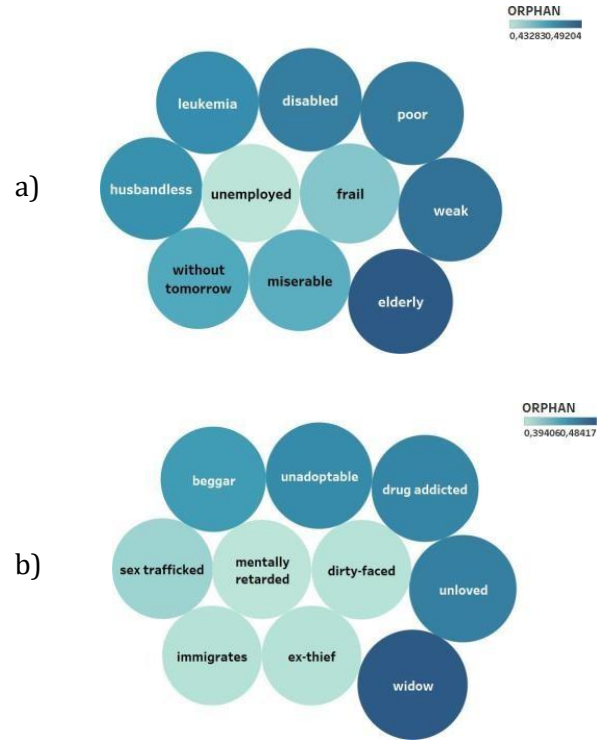 ORPHAN
0,432830,49204
leukemia
disabled
poor
a)
husbandless
unemployed
frail
weak
without
tomorrow
miserable
elderly
ORPHAN
0,394060,48417
beggar
unadoptable
drug addicted
b)
sex trafficked
mentally
retarded
dirty-faced
unloved
immigrates
ex-thief
widow